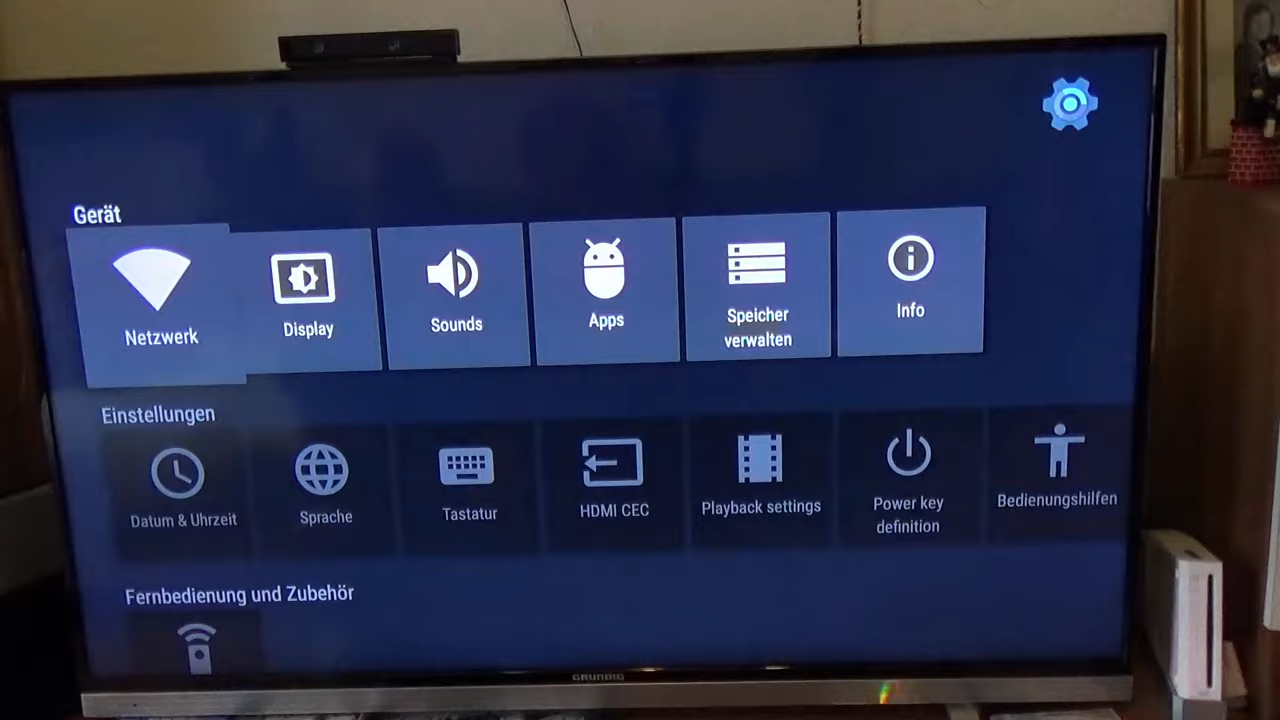 Gerät
Netzwerk
Display
Sounds
Apps
Speicher
verwalten
Info
Einstellungen
Datum & Uhrzeit
Sprache
Tastatur
HDMI CEC
Playback settings
Power key
definition
Bedienungshilfen
Fernbedienung und Zubehör
GRUNDIG